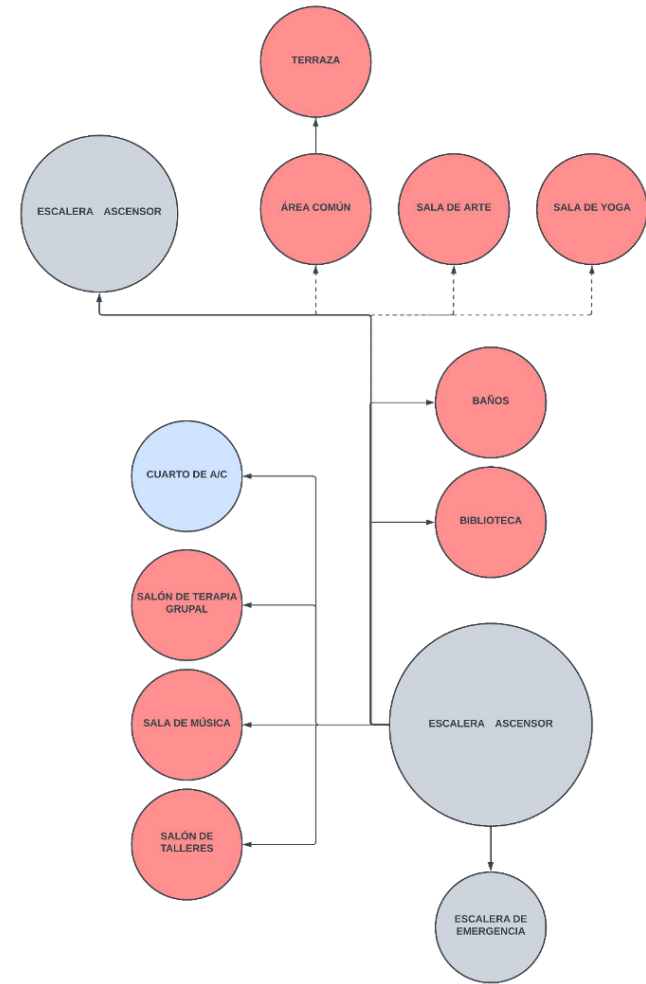 TERRAZA
ESCALERA ASCENSOR
ÁREA COMÚN
SALA DE ARTE
SALA DE YOGA
BAÑOS
CUARTO DE A/C
BIBLIOTECA
SALÓN DE TERAPIA
GRUPAL
SALA DE MÚSICA
ESCALERA ASCENSOR
SALÓN DE
TALLERES
ESCALERA DE
EMERGENCIA